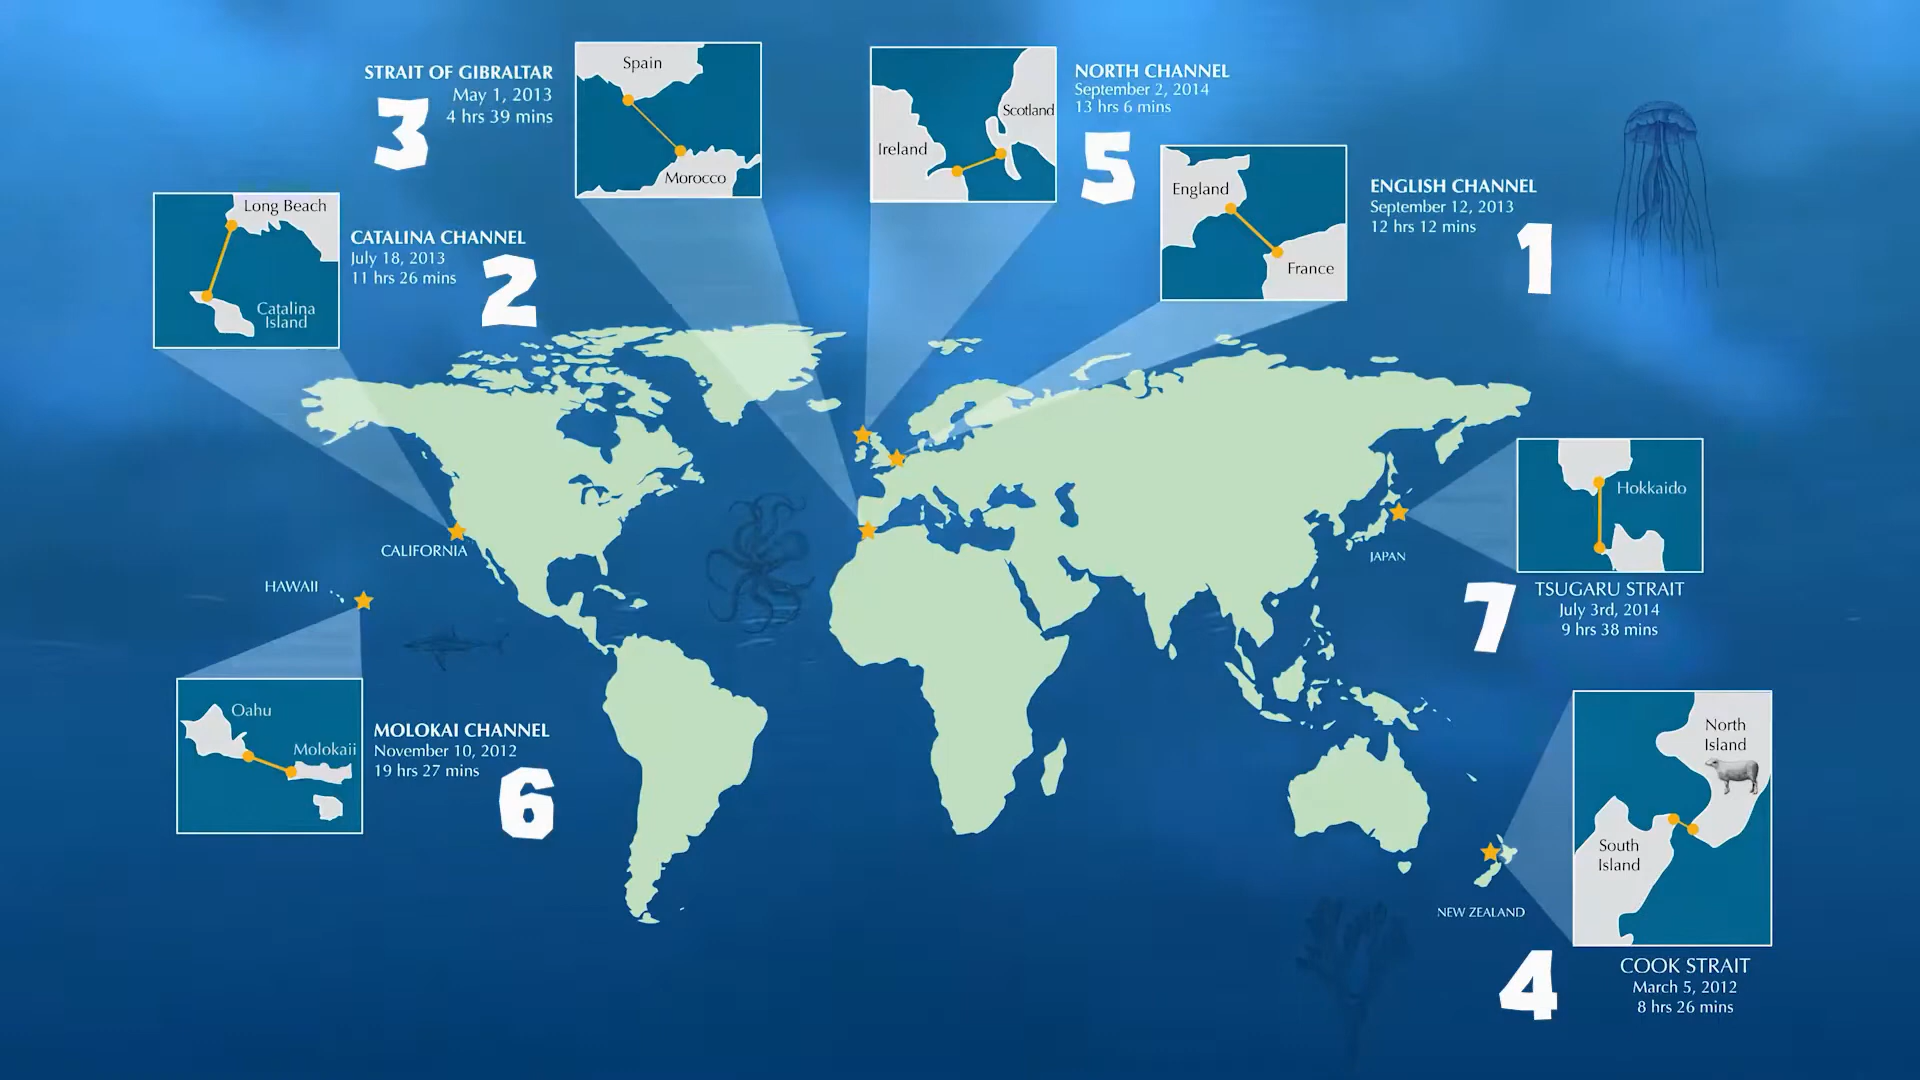 STRAIT OF GIBRALTAR
May 1, 2013
4 hrs 39 mins
3
Spain
Morocco
Ireland
Scotland
NORTH CHANNEL
September 2, 2014
13 hrs 6 mins
5
England
France
ENGLISH CHANNEL
September 12, 2013
12 hrs 12 mins
1
Long Beach
Catalina
Island
CATALINA CHANNEL
July 18, 2013
11 hrs 26 mins
2
CALIFORNIA
HAWAII
Oahu
Molokaii
MOLOKAI CHANNEL
November 10, 2012
19 hrs 27 mins
6
JAPAN
Hokkaido
TSUGARU STRAIT
July 3rd, 2014
9 hrs 38 mins
7
NEW ZEALAND
North
Island
South
Island
COOK STRAIT
March 5, 2012
8 hrs 26 mins
4